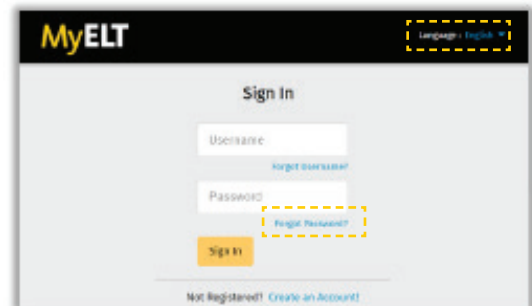 MyELT
Language : English
Sign In
Username
Forgot Username?
Password
Forgot Password?
Sign In
Not Registered? Create an Account!